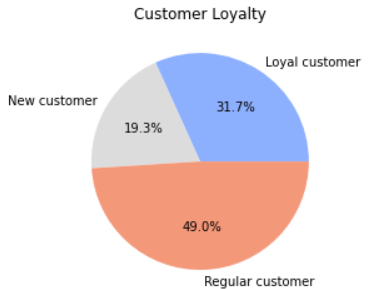 Customer Loyalty
Loyal customer
31.7%
New customer
19.3%
49.0%
Regular customer